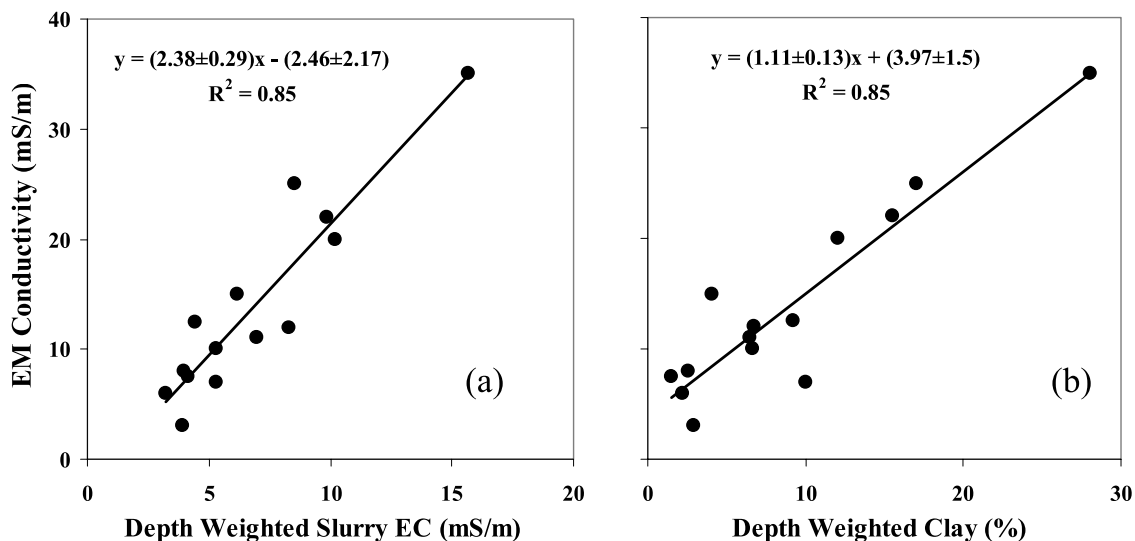 EM Conductivity (mS/m)
40
30
20
10
0
y = (2.38±0.29)x - (2.46±2.17)
R² = 0.85
(a)
0 5 10 15 20
Depth Weighted Slurry EC (mS/m)
y = (1.11±0.13)x + (3.97±1.5)
R² = 0.85
(b)
0 10 20 30
Depth Weighted Clay (%)